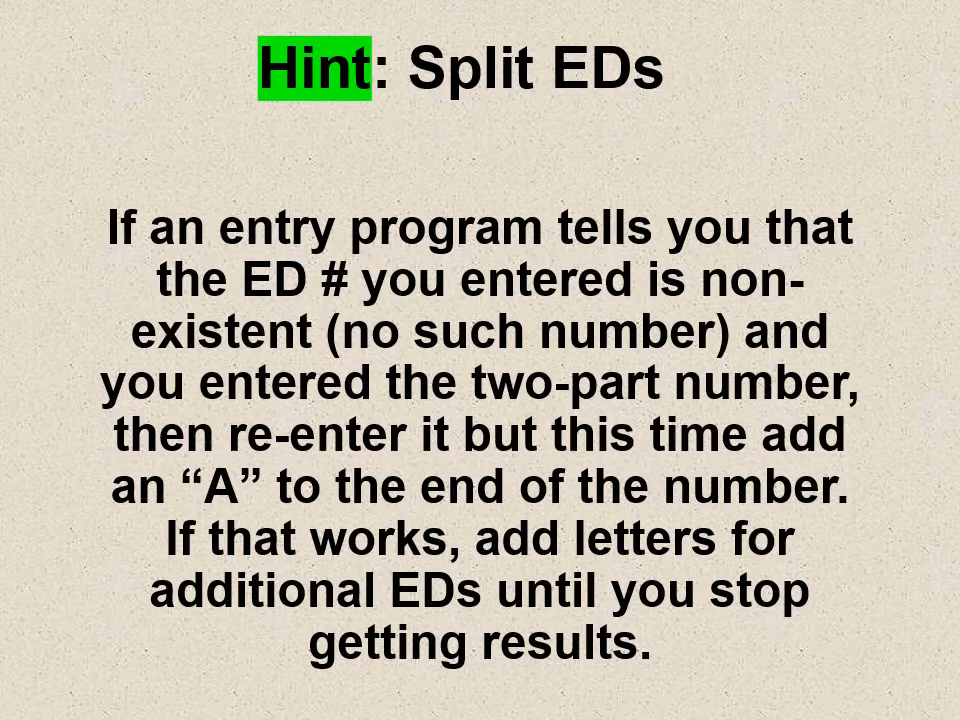 Hint: Split EDs
If an entry program tells you that
the ED # you entered is non-
existent (no such number) and
you entered the two-part number,
then re-enter it but this time add
an “A” to the end of the number.
If that works, add letters for
additional EDs until you stop
getting results.